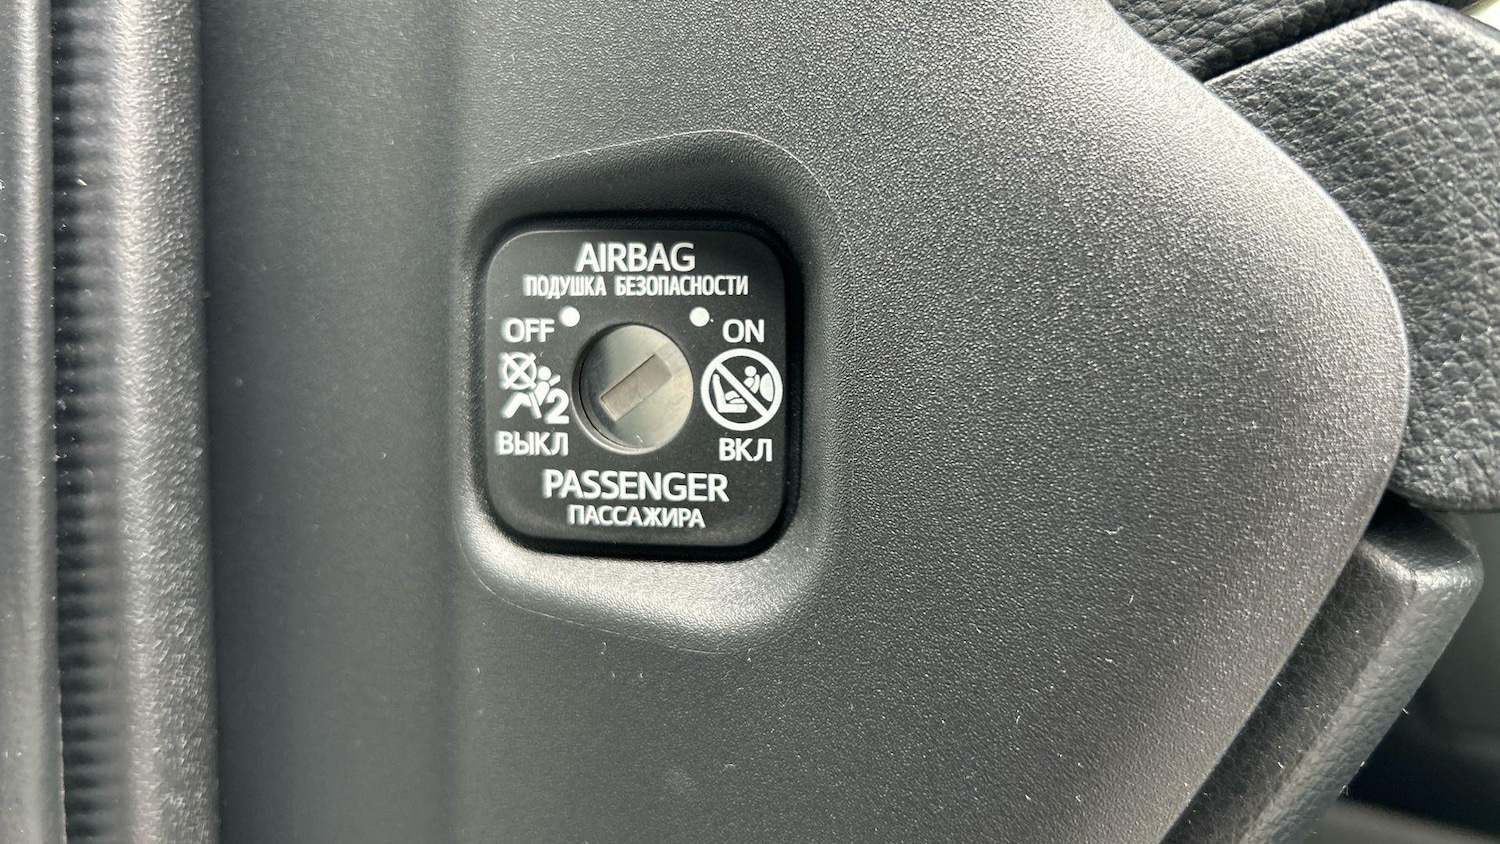 AIRBAG
ПОДУШКА БЕЗОПАСНОСТИ
OFF ON
2
ВЫКЛ ВКЛ
PASSENGER
ПАССАЖИРА